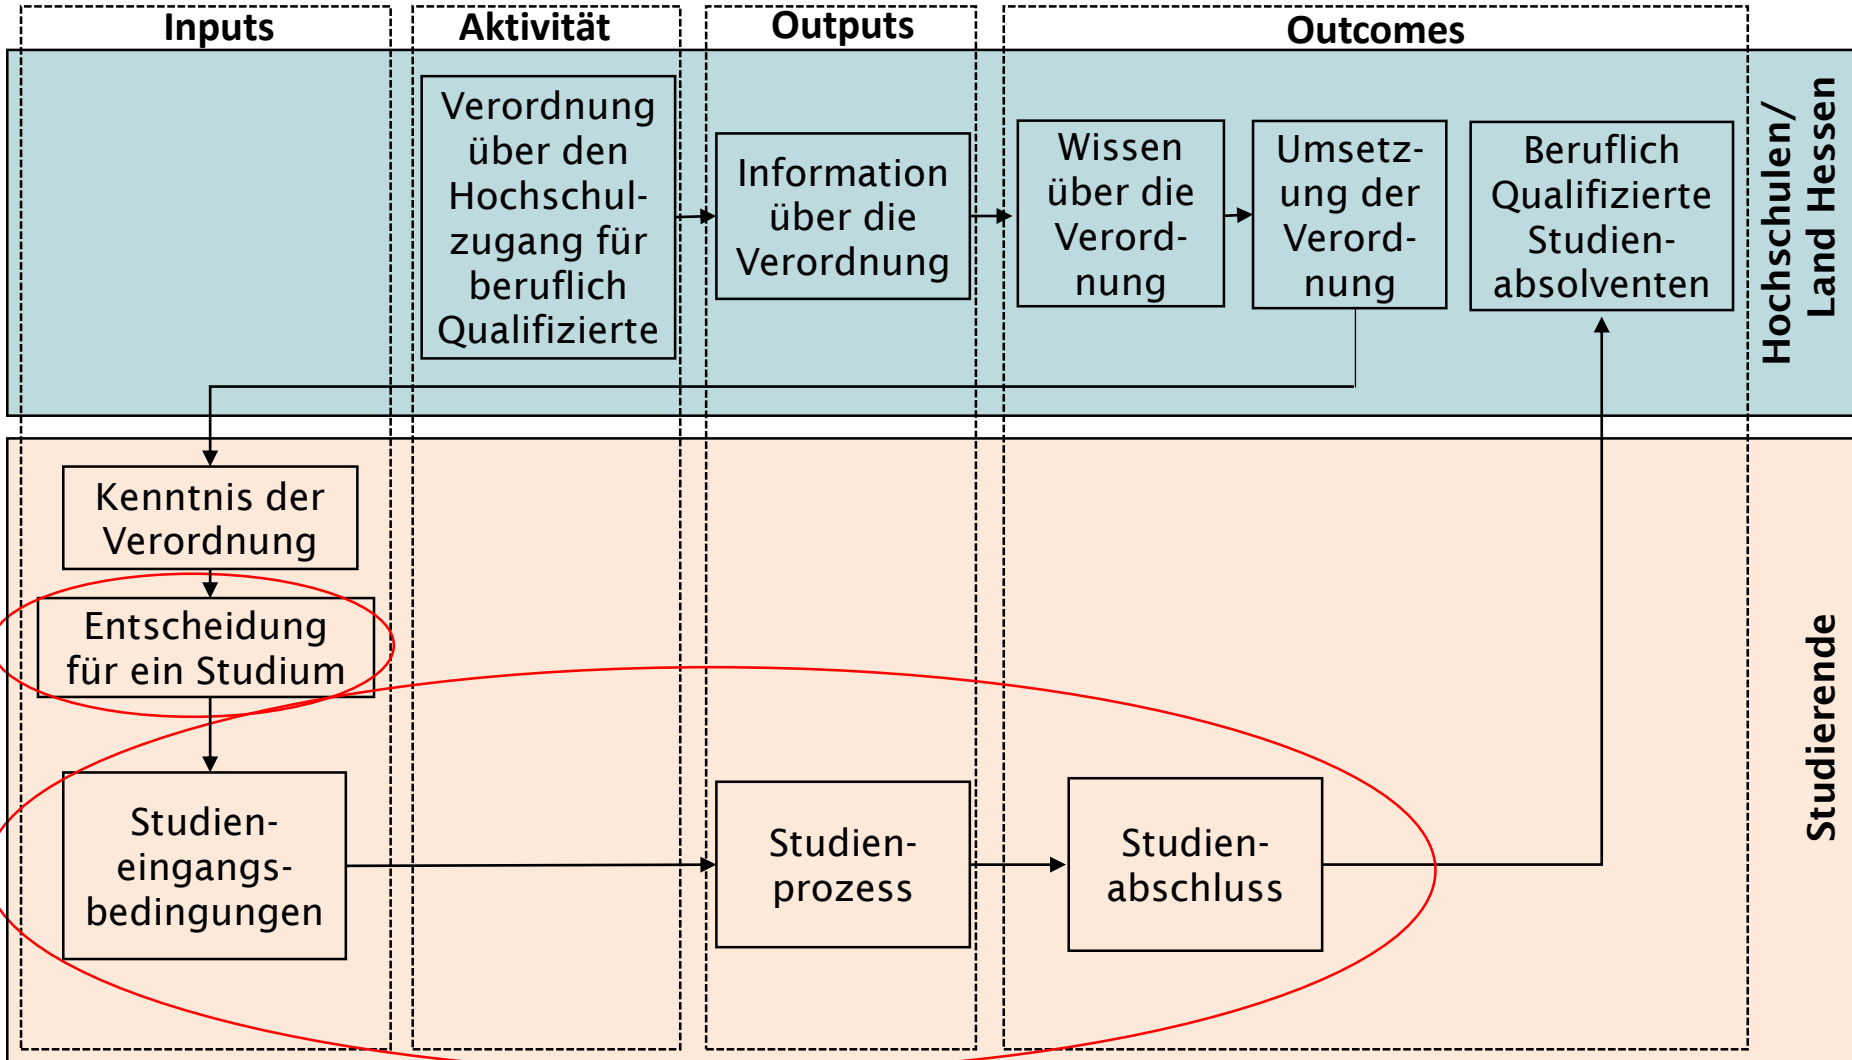 Inputs
Aktivität
Outputs
Outcomes
Verordnung
über den
Hochschul-
zugang für
beruflich
Qualifizierte
Information
über die
Verordnung
Wissen
über die
Verord-
nung
Umsetz-
ung der
Verord-
nung
Beruflich
Qualifizierte
Studien-
absolventen
Hochschulen/
Land Hessen
Kenntnis der
Verordnung
Entscheidung
für ein Studium
Studien-
eingangs-
bedingungen
Studien-
prozess
Studien-
abschluss
Studierende